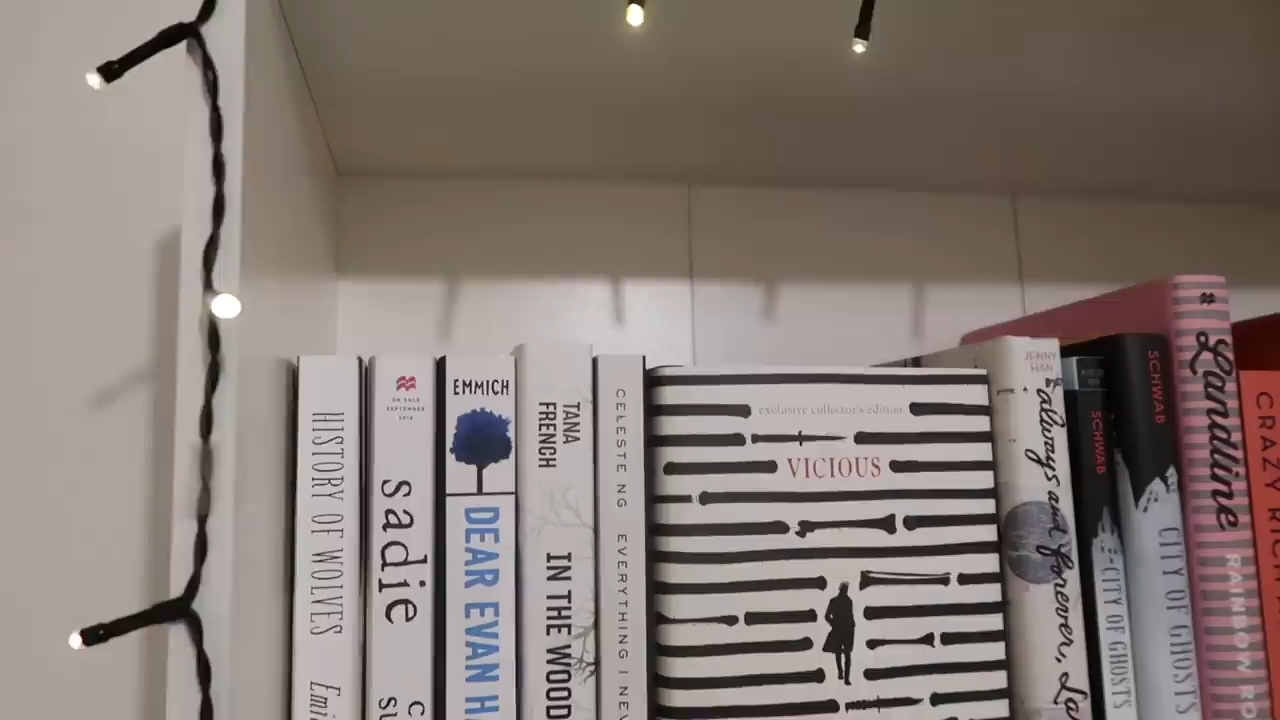 HISTORY OF WOLVES
ON SALE
SEPTEMBER
2018
sadie
EMMICH
DEAR EVAN H
TANA
FRENCH
IN THE WOOD
CELESTE NG EVERYTHING I NEV
exclusive collector's edition
VICIOUS
JENNY
HAN
always and forever, La
SCHWAB
CITY OF GHOSTS
SCHWAB
CITY OF GHOSTS
Landline
RAINBOW RO
CRAZY RICH